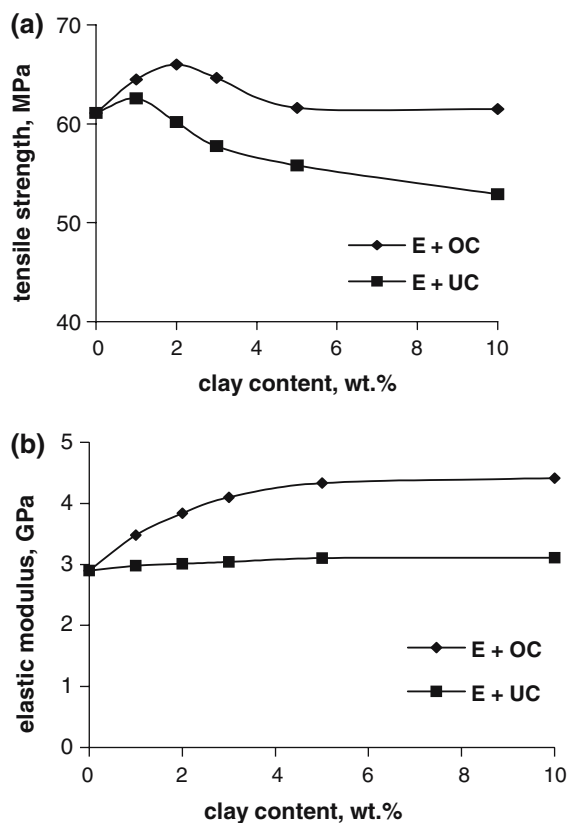 (a)
70
60
50
40
tensile strength, MPa
E + OC
E + UC
0 2 4 6 8 10
clay content, wt.%
(b)
5
4
3
2
1
0
elastic modulus, GPa
E + OC
E + UC
0 2 4 6 8 10
clay content, wt.%